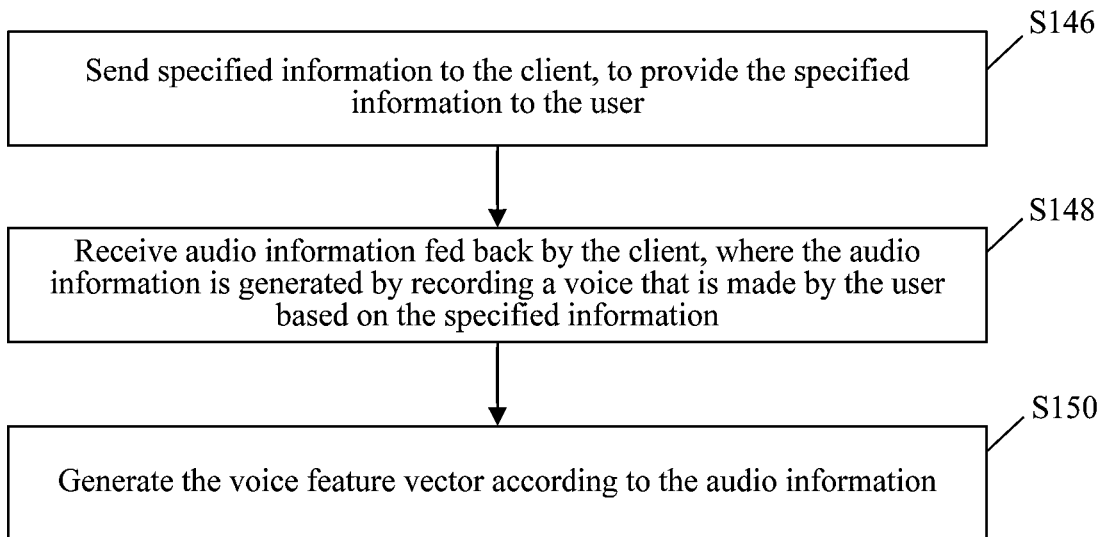 S146
Send specified information to the client, to provide the specified
information to the user
S148
Receive audio information fed back by the client, where the audio
information is generated by recording a voice that is made by the user
based on the specified information
S150
Generate the voice feature vector according to the audio information